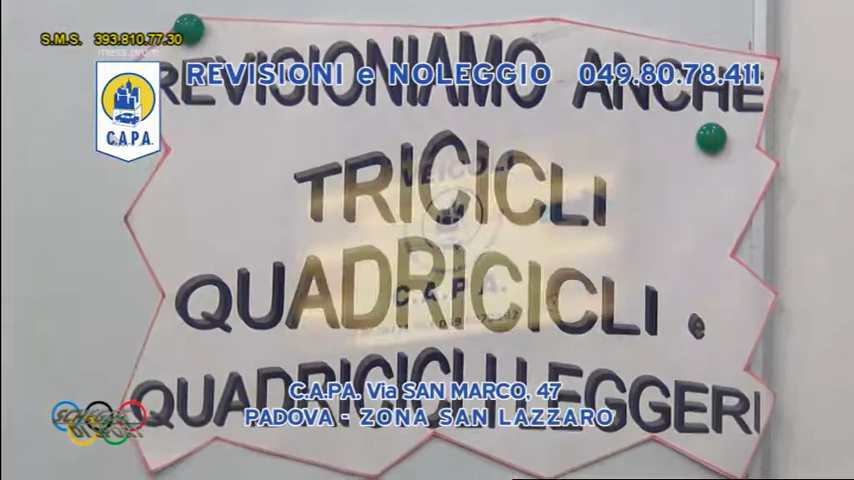 S.M.S. 393.810.77.30
REVISIONIAMO ANCHE
REVISIONI e NOLEGGIO 049.80.78.411
C.A.P.A.
TRICICLI
QUADRICICLI e
C.A.P.A.
QUADRICICLI LEGGERI
C.A.P.A. Via SAN MARCO, 47
PADOVA - ZONA SAN LAZZARO